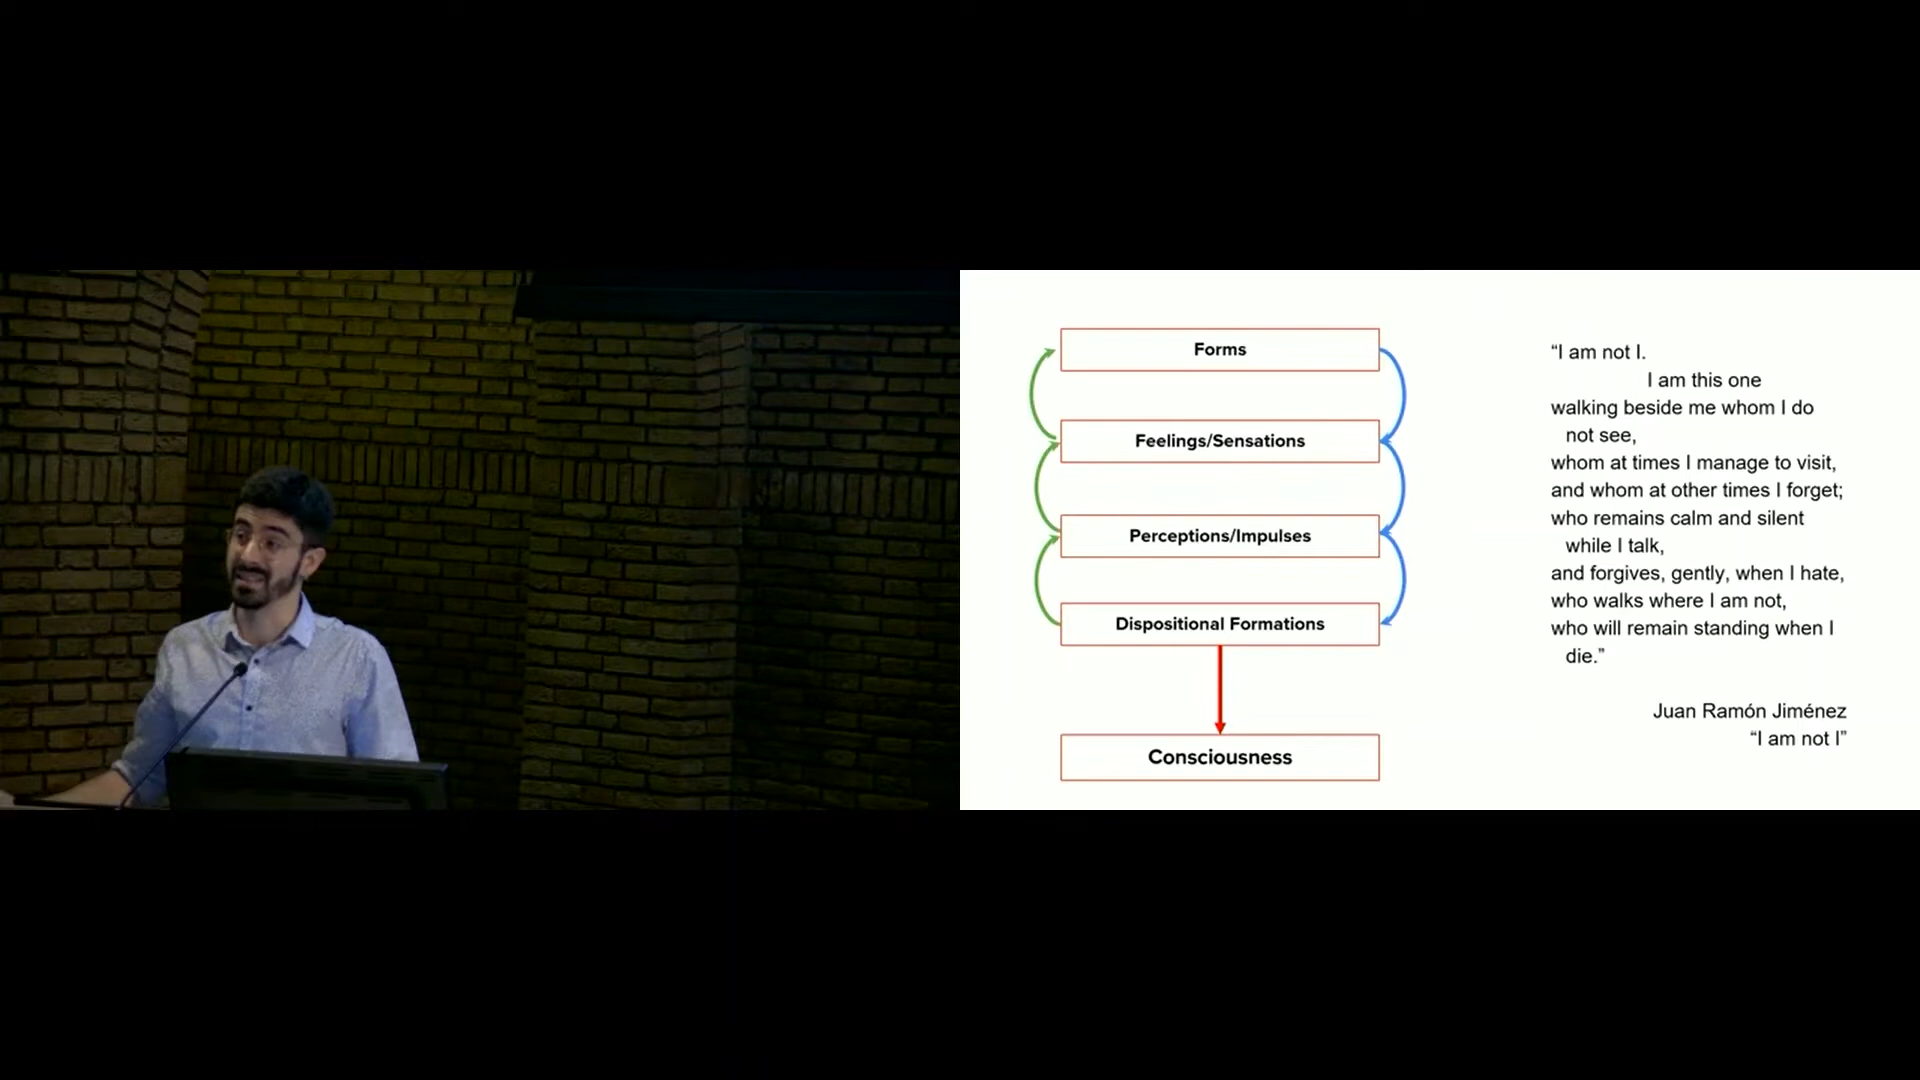 Forms
Feelings/Sensations
Perceptions/Impulses
Dispositional Formations
Consciousness
“I am not I.
I am this one
walking beside me whom I do
not see,
whom at times I manage to visit,
and whom at other times I forget;
who remains calm and silent
while I talk,
and forgives, gently, when I hate,
who walks where I am not,
who will remain standing when I
die.”
Juan Ramón Jiménez
“I am not I”